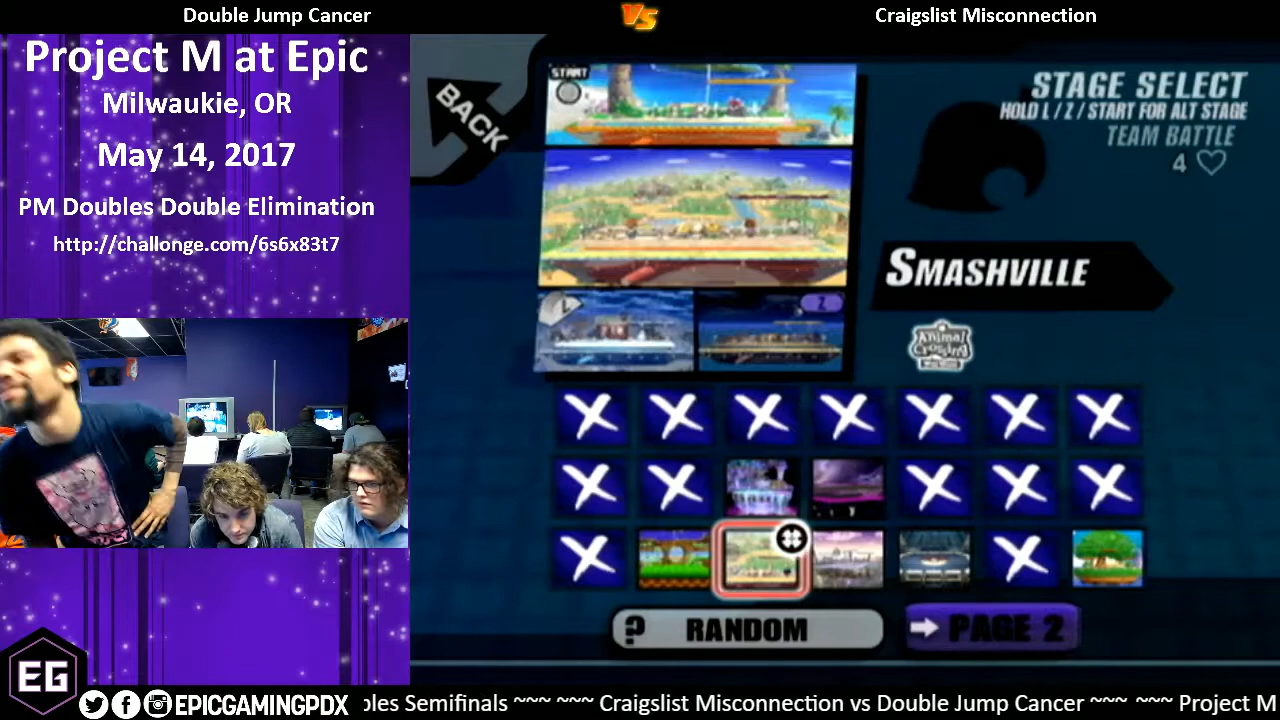 Double Jump Cancer
VS
Craigslist Misconnection
Project M at Epic
Milwaukie, OR
May 14, 2017
PM Doubles Double Elimination
http://challonge.com/6s6x83t7
BACK
START
STAGE SELECT
HOLD L / Z / START FOR ALT STAGE
TEAM BATTLE
4
SMASHVILLE
L
Z
Animal
Crossing
? RANDOM
PAGE 2
EG
EPICGAMINGPDX
bles Semifinals ~~~ ~~~ Craigslist Misconnection vs Double Jump Cancer ~~~ ~~~ Project M